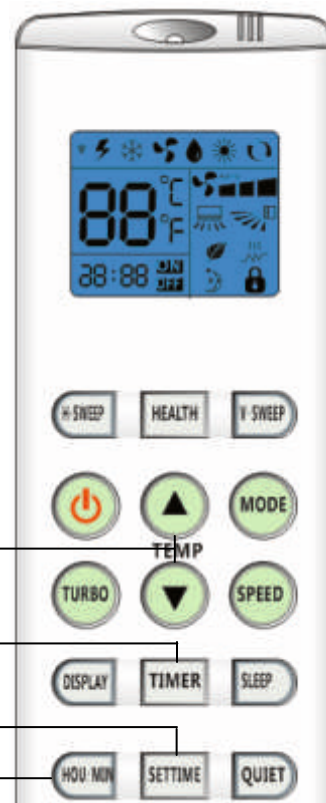 88 °C
°F
88:88 ON
OFF
H·SWEEP HEALTH V·SWEEP
MODE
TEMP
TURBO SPEED
DISPLAY TIMER SLEEP
HOU MIN SETTIME QUIET